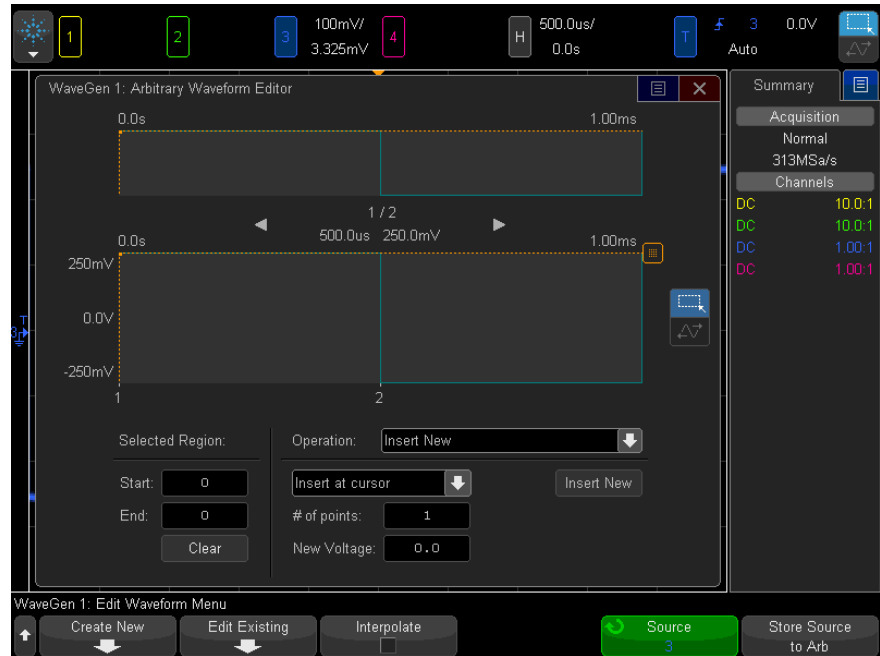 1
2
3
100mV/
3.325mV
4
H
500.0us/
0.0s
T
3
0.0V
Auto
WaveGen 1: Arbitrary Waveform Editor
0.0s
1.00ms
1 / 2
500.0us 250.0mV
0.0s
1.00ms
250mV
0.0V
-250mV
1
2
T
3
Selected Region:
Start: 0
End: 0
Clear
Operation: Insert New
Insert at cursor
Insert New
# of points: 1
New Voltage: 0.0
Summary
Acquisition
Normal
313MSa/s
Channels
DC 10.0:1
DC 10.0:1
DC 1.00:1
DC 1.00:1
WaveGen 1: Edit Waveform Menu
Create New
Edit Existing
Interpolate
Source
3
Store Source
to Arb